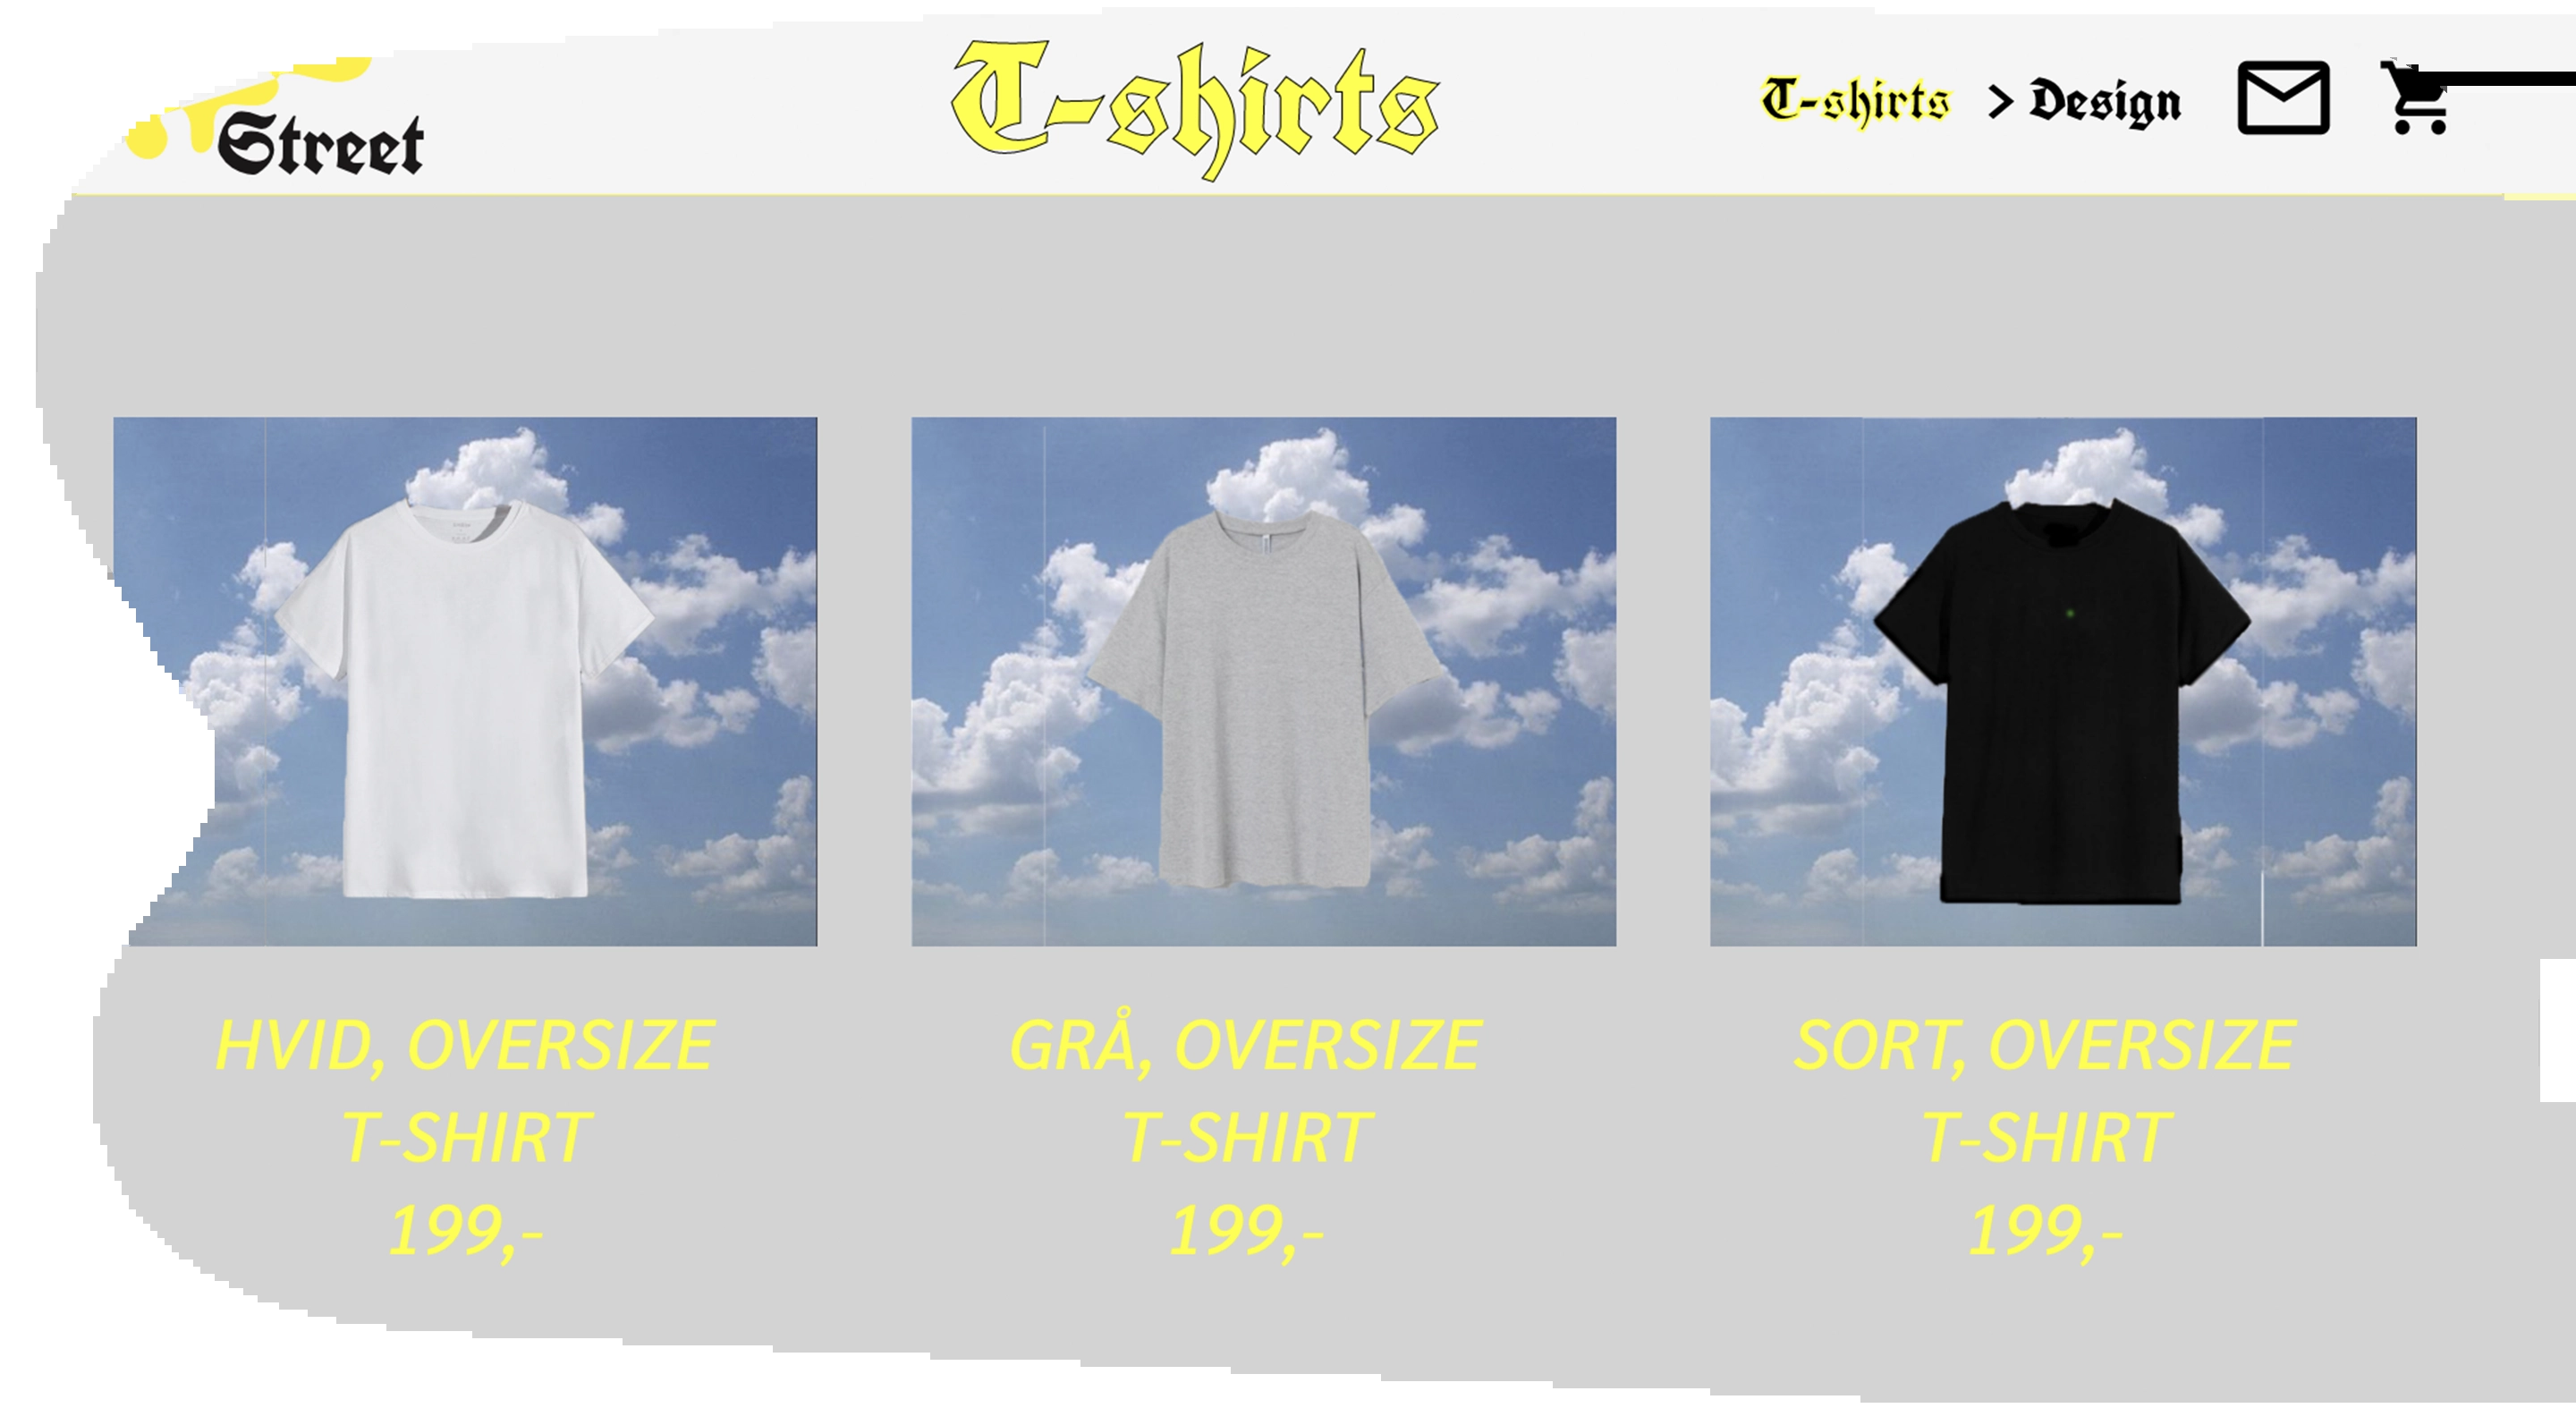 Street
T-shirts
T-shirts > Design
HVID, OVERSIZE
T-SHIRT
199,-
GRÅ, OVERSIZE
T-SHIRT
199,-
SORT, OVERSIZE
T-SHIRT
199,-